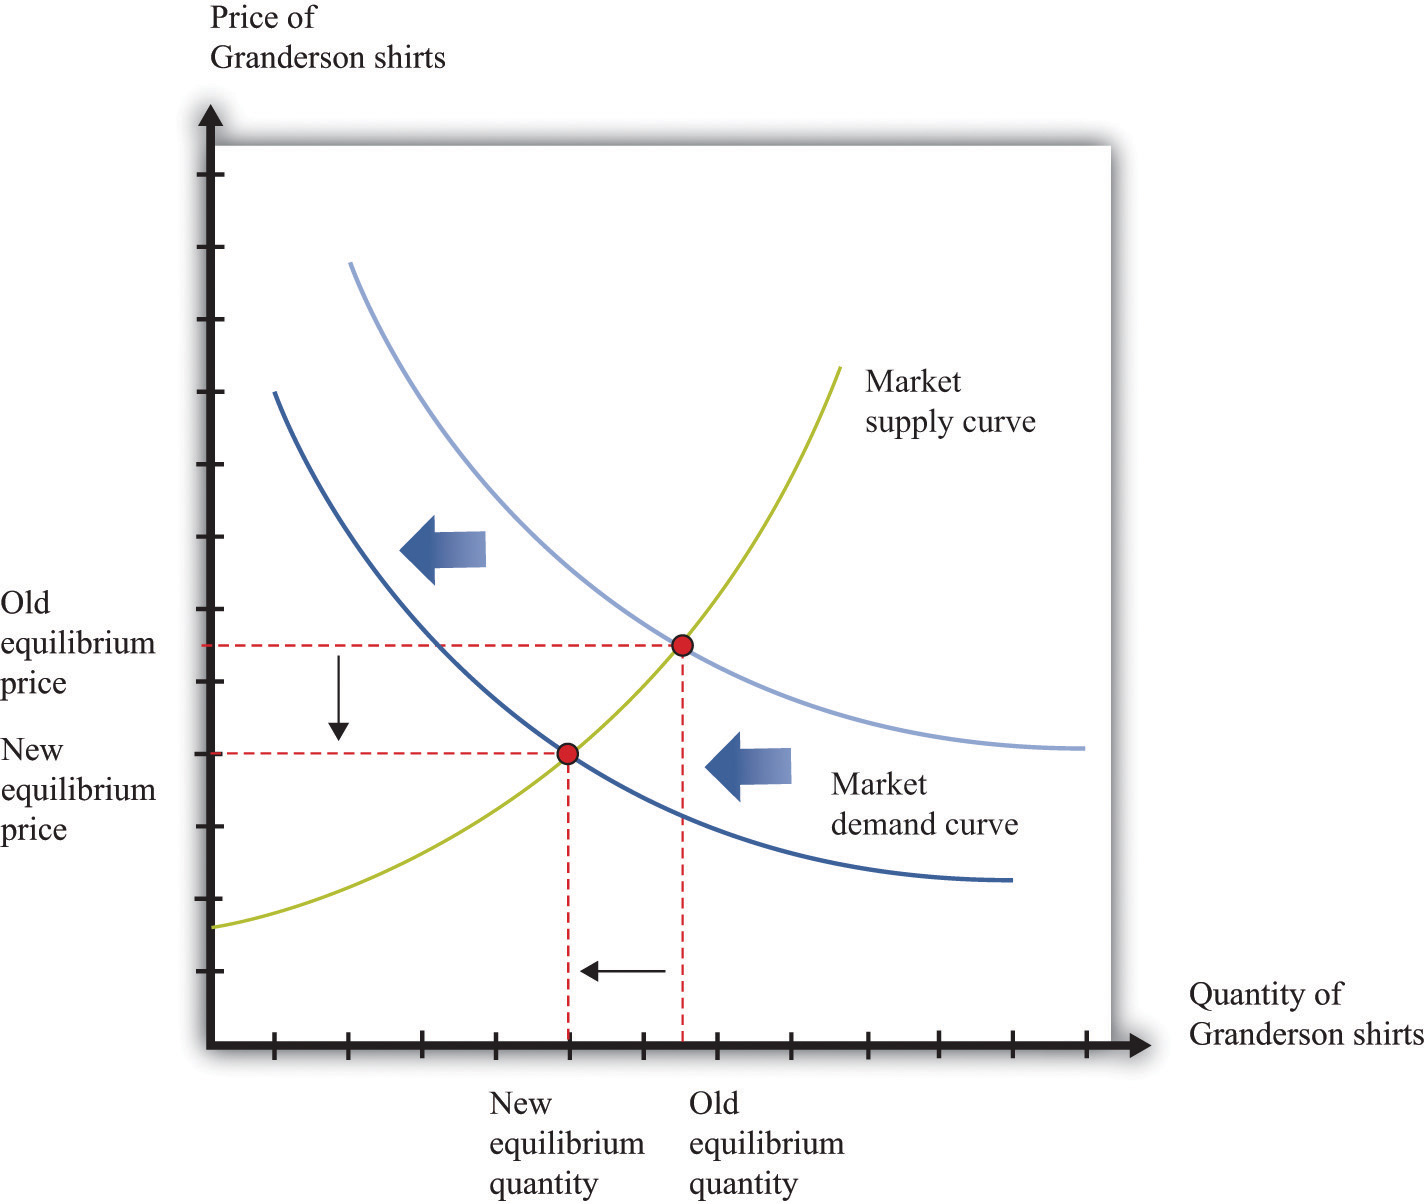 Price of
Granderson shirts
Market
supply curve
Old
equilibrium
price
New
equilibrium
price
Market
demand curve
Quantity of
Granderson shirts
New
equilibrium
quantity
Old
equilibrium
quantity